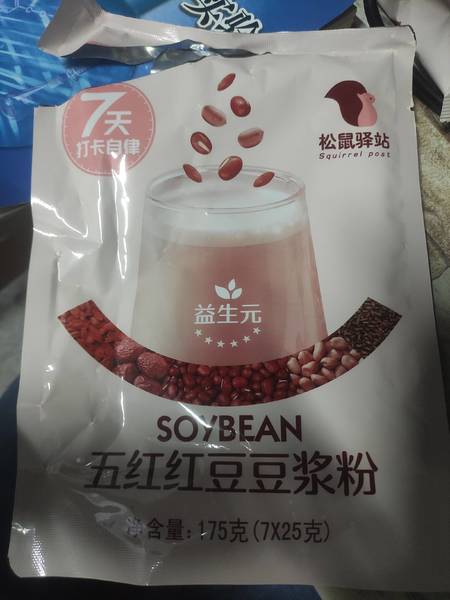 7天
打卡自律
松鼠驿站
Squirrel post
益生元
SOYBEAN
五红红豆豆浆粉
净含量：175克(7X25克)